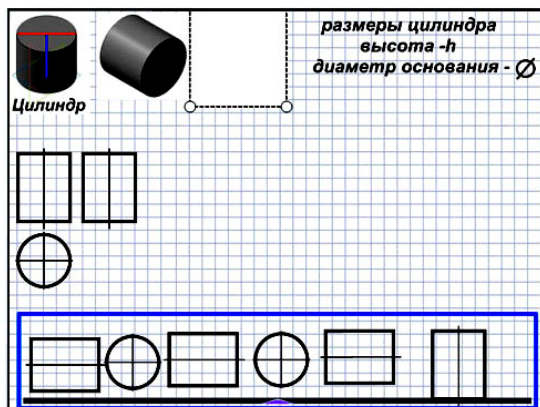 размеры цилиндра
высота -h
диаметр основания - ∅
Цилиндр